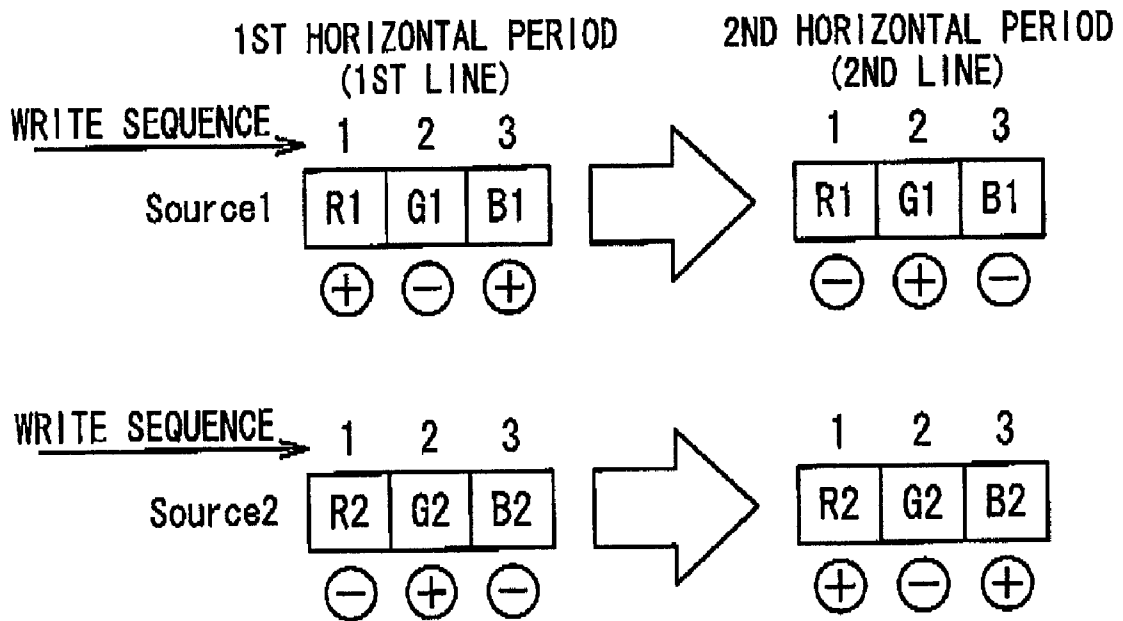 1ST HORIZONTAL PERIOD 2ND HORIZONTAL PERIOD
(1ST LINE) (2ND LINE)
WRITE SEQUENCE 1 2 3 1 2 3
Source1 R1 G1 B1 R1 G1 B1
+ − + − + −
WRITE SEQUENCE 1 2 3 1 2 3
Source2 R2 G2 B2 R2 G2 B2
− + − + − +